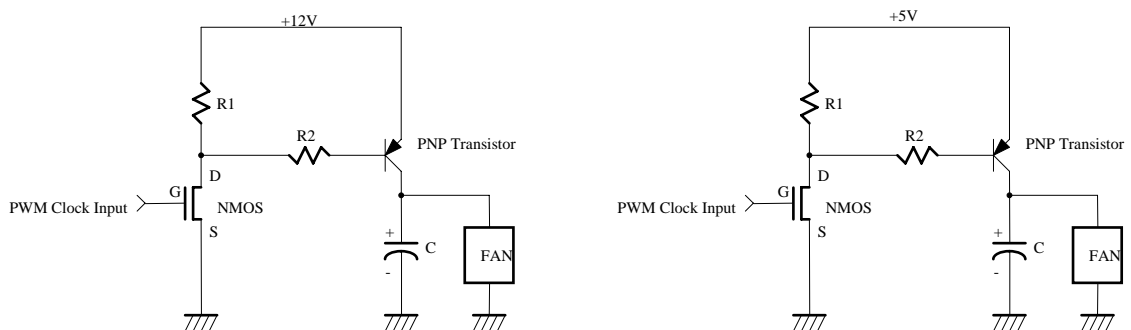 +12V
R1
R2
PNP Transistor
D
G
PWM Clock Input
NMOS
S
+
C
-
FAN
+5V
R1
R2
PNP Transistor
D
G
PWM Clock Input
NMOS
S
+
C
-
FAN